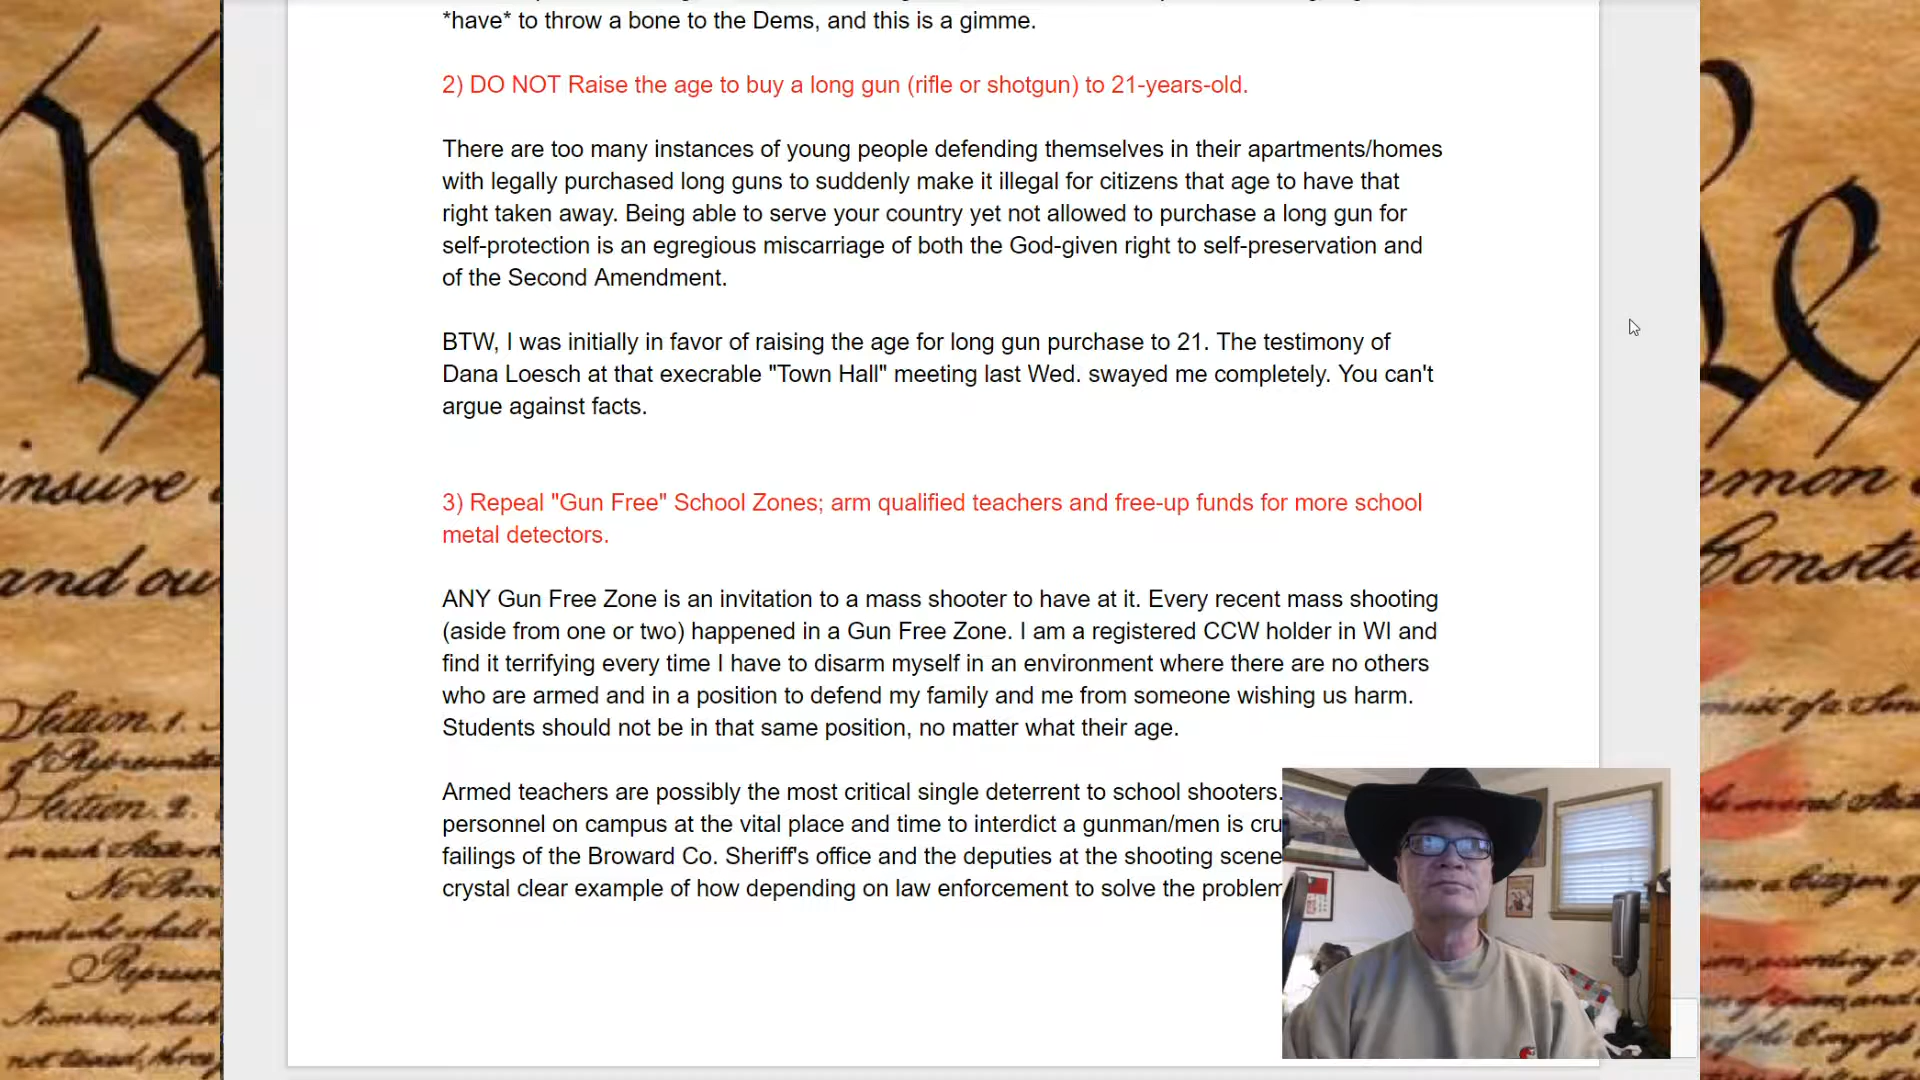 *have* to throw a bone to the Dems, and this is a gimme.
2) DO NOT Raise the age to buy a long gun (rifle or shotgun) to 21-years-old.
There are too many instances of young people defending themselves in their apartments/homes
with legally purchased long guns to suddenly make it illegal for citizens that age to have that
right taken away. Being able to serve your country yet not allowed to purchase a long gun for
self-protection is an egregious miscarriage of both the God-given right to self-preservation and
of the Second Amendment.
BTW, I was initially in favor of raising the age for long gun purchase to 21. The testimony of
Dana Loesch at that execrable "Town Hall" meeting last Wed. swayed me completely. You can't
argue against facts.
3) Repeal "Gun Free" School Zones; arm qualified teachers and free-up funds for more school
metal detectors.
ANY Gun Free Zone is an invitation to a mass shooter to have at it. Every recent mass shooting
(aside from one or two) happened in a Gun Free Zone. I am a registered CCW holder in WI and
find it terrifying every time I have to disarm myself in an environment where there are no others
who are armed and in a position to defend my family and me from someone wishing us harm.
Students should not be in that same position, no matter what their age.
Armed teachers are possibly the most critical single deterrent to school shooters.
personnel on campus at the vital place and time to interdict a gunman/men is cru
failings of the Broward Co. Sheriff's office and the deputies at the shooting scene
crystal clear example of how depending on law enforcement to solve the problem
insure
and ou
Section. 1.
Section. 2.